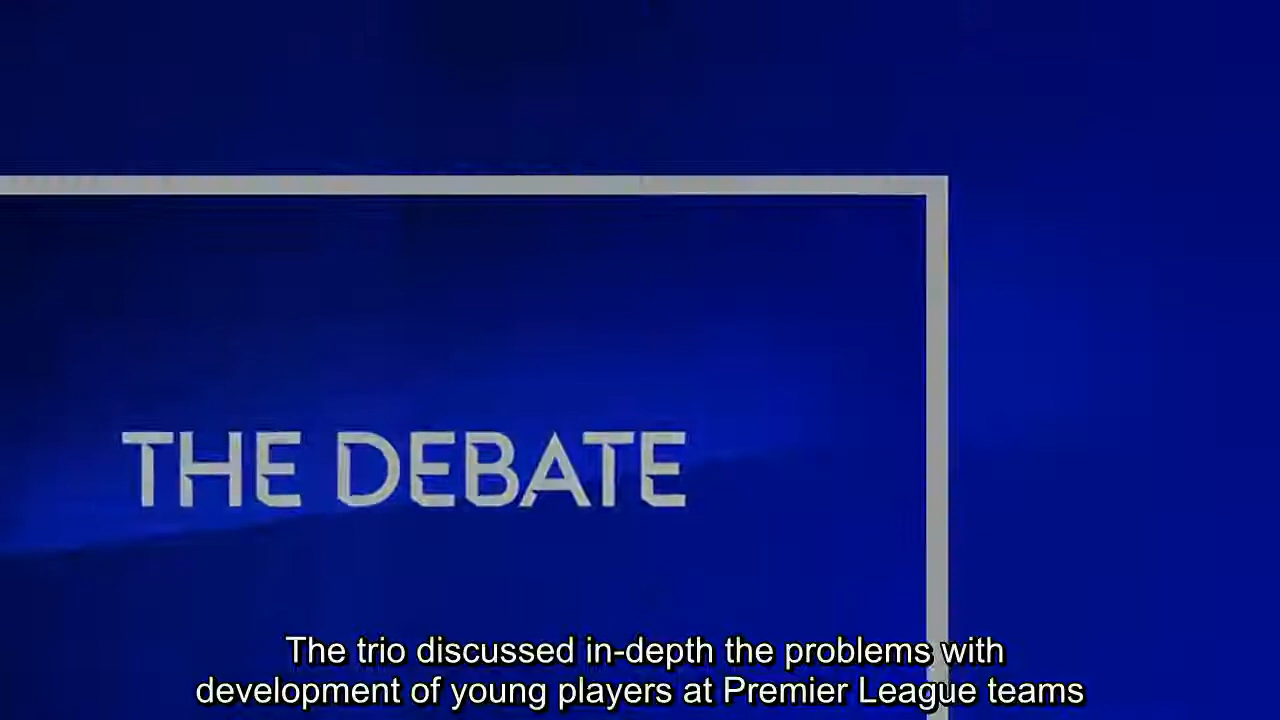 THE DEBATE
The trio discussed in-depth the problems with
development of young players at Premier League teams